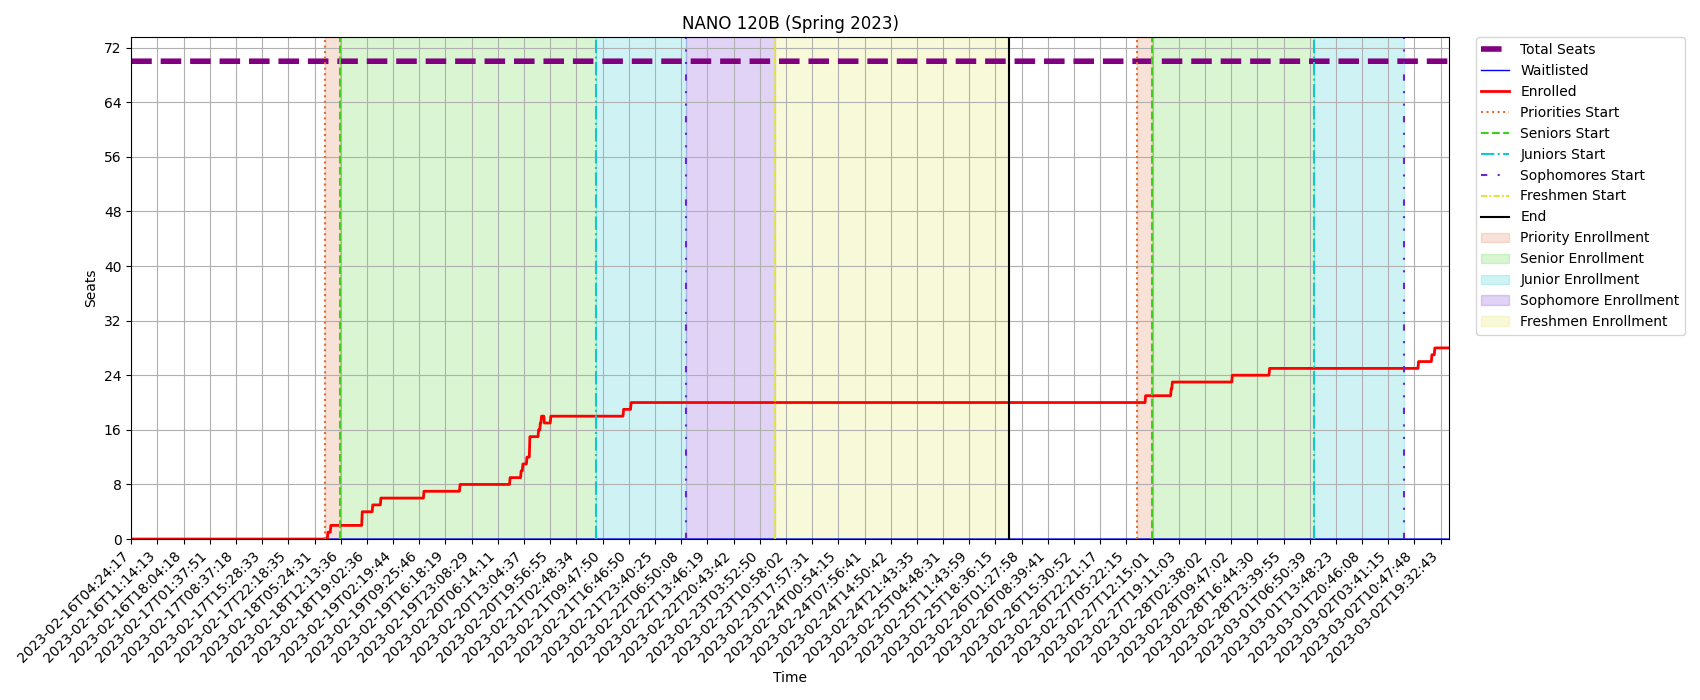 NANO 120B (Spring 2023)
72
64
56
48
40
32
24
16
8
0
Seats
2023-02-16T04:24:17
2023-02-16T11:14:13
2023-02-16T18:04:18
2023-02-17T01:37:51
2023-02-17T08:37:18
2023-02-17T15:28:33
2023-02-17T22:18:35
2023-02-18T05:24:31
2023-02-18T12:13:36
2023-02-18T19:02:36
2023-02-19T02:19:44
2023-02-19T09:25:46
2023-02-19T16:18:19
2023-02-19T23:08:29
2023-02-20T06:14:11
2023-02-20T13:04:37
2023-02-20T19:56:55
2023-02-21T02:48:34
2023-02-21T09:47:50
2023-02-21T16:46:50
2023-02-21T23:40:25
2023-02-22T06:50:08
2023-02-22T13:46:19
2023-02-22T20:43:42
2023-02-23T03:52:50
2023-02-23T10:58:02
2023-02-23T17:57:31
2023-02-24T00:54:15
2023-02-24T07:56:41
2023-02-24T14:50:42
2023-02-24T21:43:35
2023-02-25T04:48:31
2023-02-25T11:43:59
2023-02-25T18:36:15
2023-02-26T01:27:58
2023-02-26T08:39:41
2023-02-26T15:30:52
2023-02-26T22:21:17
2023-02-27T05:22:15
2023-02-27T12:15:01
2023-02-27T19:11:03
2023-02-28T02:38:02
2023-02-28T09:47:02
2023-02-28T16:44:30
2023-02-28T23:39:55
2023-03-01T06:50:39
2023-03-01T13:48:23
2023-03-01T20:46:08
2023-03-02T03:41:15
2023-03-02T10:47:48
2023-03-02T19:32:43
Time
Total Seats
Waitlisted
Enrolled
Priorities Start
Seniors Start
Juniors Start
Sophomores Start
Freshmen Start
End
Priority Enrollment
Senior Enrollment
Junior Enrollment
Sophomore Enrollment
Freshmen Enrollment